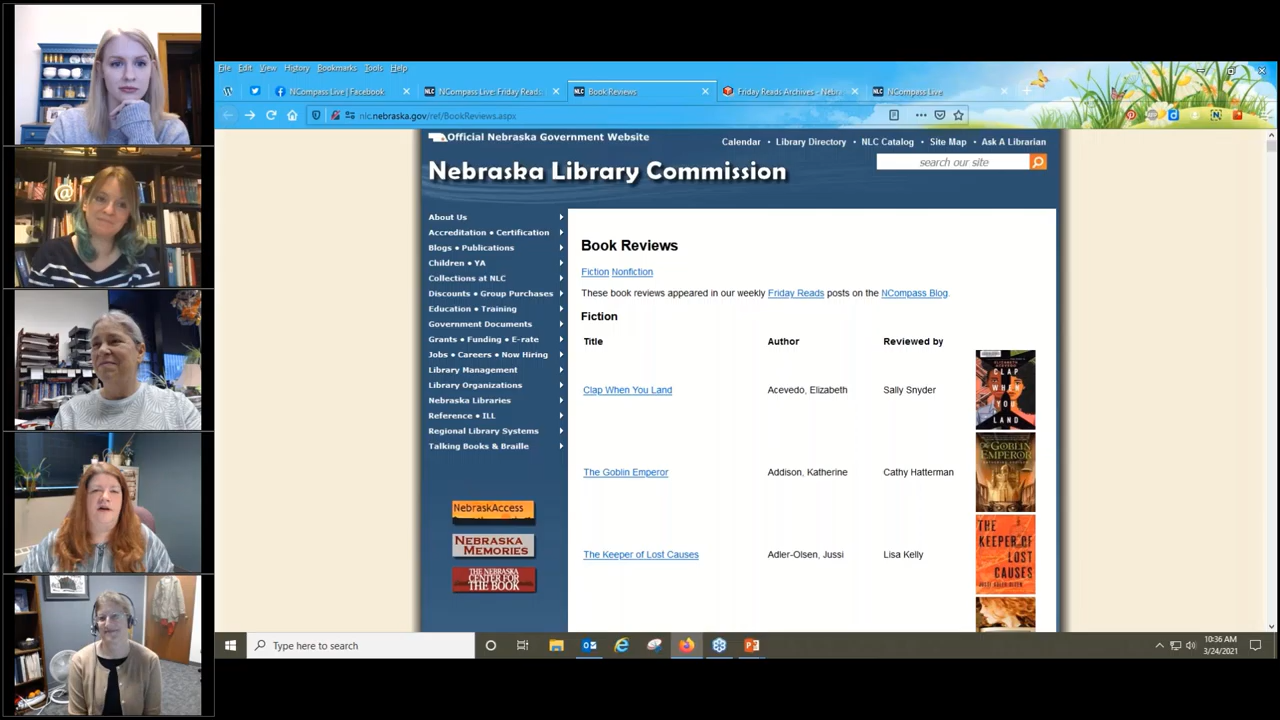 File Edit View History Bookmarks Tools Help
NCompass Live | Facebook
NLC NCompass Live: Friday Reads:
NLC Book Reviews
Friday Reads Archives - Nebra
NLC NCompass Live
nlc.nebraska.gov/ref/BookReviews.aspx
Official Nebraska Government Website
Calendar • Library Directory • NLC Catalog • Site Map • Ask A Librarian
Nebraska Library Commission
search our site
About Us
Accreditation • Certification
Blogs • Publications
Children • YA
Collections at NLC
Discounts • Group Purchases
Education • Training
Government Documents
Grants • Funding • E-rate
Jobs • Careers • Now Hiring
Library Management
Library Organizations
Nebraska Libraries
Reference • ILL
Regional Library Systems
Talking Books & Braille
NebraskAccess
NEBRASKA
MEMORIES
THE NEBRASKA
CENTER FOR
THE BOOK
Book Reviews
Fiction Nonfiction
These book reviews appeared in our weekly Friday Reads posts on the NCompass Blog.
Fiction
Title Author Reviewed by
Clap When You Land Acevedo, Elizabeth Sally Snyder
CLAP
WHEN
YOU
LAND
The Goblin Emperor Addison, Katherine Cathy Hatterman
THE GOBLIN
EMPEROR
The Keeper of Lost Causes Adler-Olsen, Jussi Lisa Kelly
THE
KEEPER OF
LOST
CAUSES
Type here to search
10:36 AM
3/24/2021